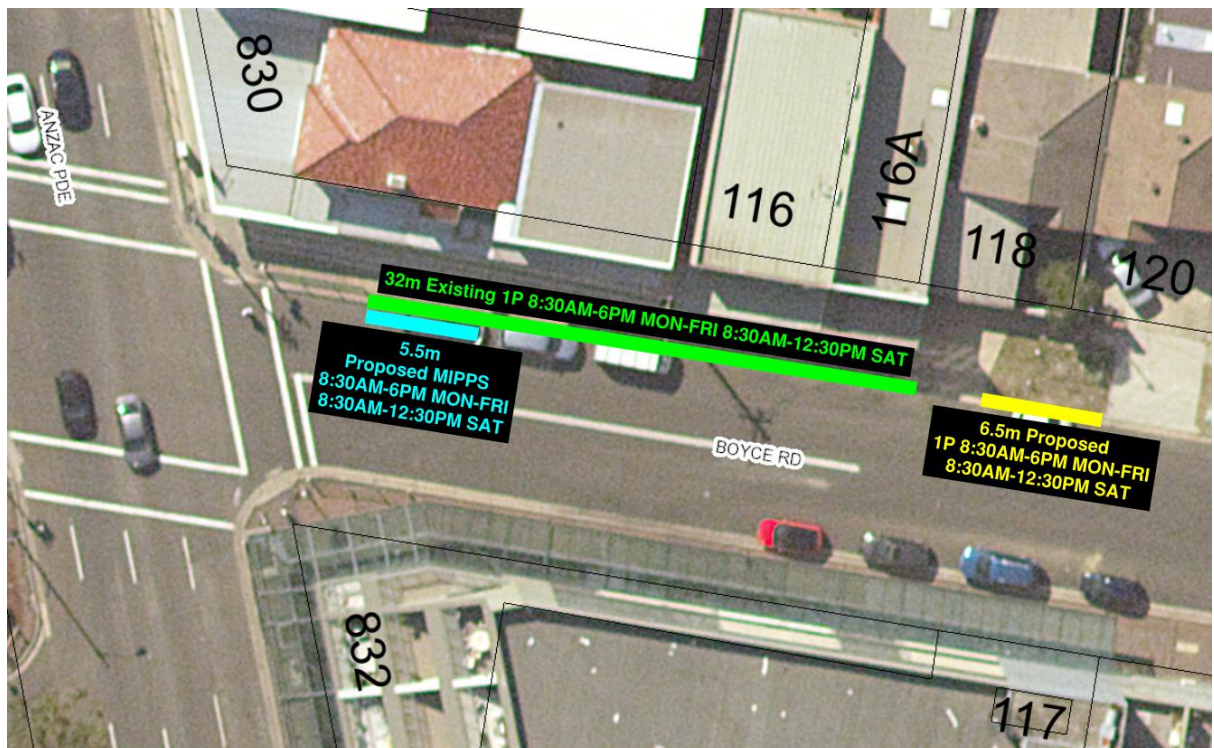 830
ANZAC PDE
116
116A
118
120
32m Existing 1P 8:30AM-6PM MON-FRI 8:30AM-12:30PM SAT
5.5m
Proposed MIPPS
8:30AM-6PM MON-FRI
8:30AM-12:30PM SAT
6.5m Proposed
1P 8:30AM-6PM MON-FRI
8:30AM-12:30PM SAT
BOYCE RD
832
117